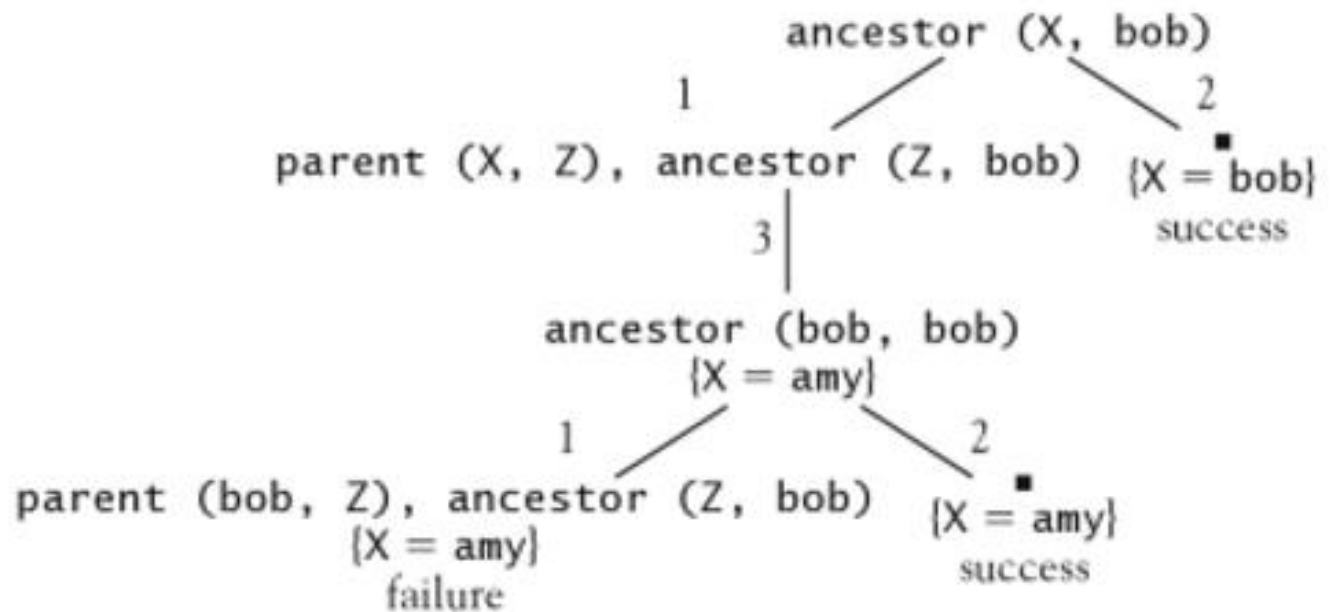 ancestor (X, bob)
1
2
parent (X, Z), ancestor (Z, bob)
{X = bob}
success
3
ancestor (bob, bob)
{X = amy}
1
2
parent (bob, Z), ancestor (Z, bob)
{X = amy}
failure
{X = amy}
success